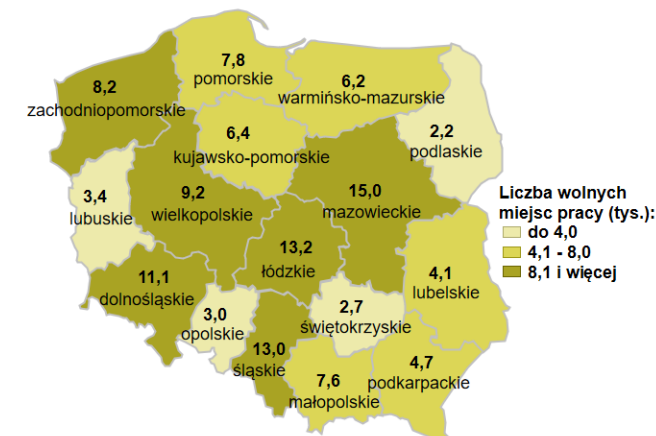 7,8
pomorskie
6,2
warmińsko-mazurskie
8,2
zachodniopomorskie
2,2
podlaskie
6,4
kujawsko-pomorskie
3,4
lubuskie
9,2
wielkopolskie
15,0
mazowieckie
13,2
łódzkie
11,1
dolnośląskie
4,1
lubelskie
3,0
opolskie
2,7
świętokrzyskie
13,0
śląskie
7,6
małopolskie
4,7
podkarpackie
Liczba wolnych
miejsc pracy (tys.):
do 4,0
4,1 - 8,0
8,1 i więcej